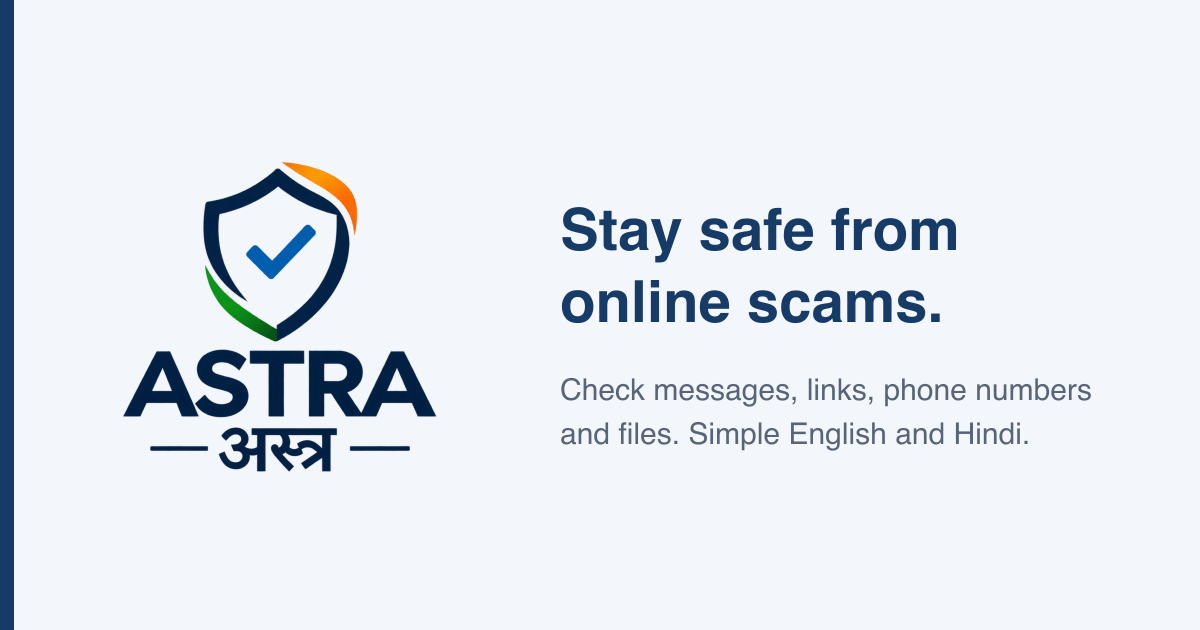 ASTRA
अस्त्र
Stay safe from
online scams.
Check messages, links, phone numbers
and files. Simple English and Hindi.